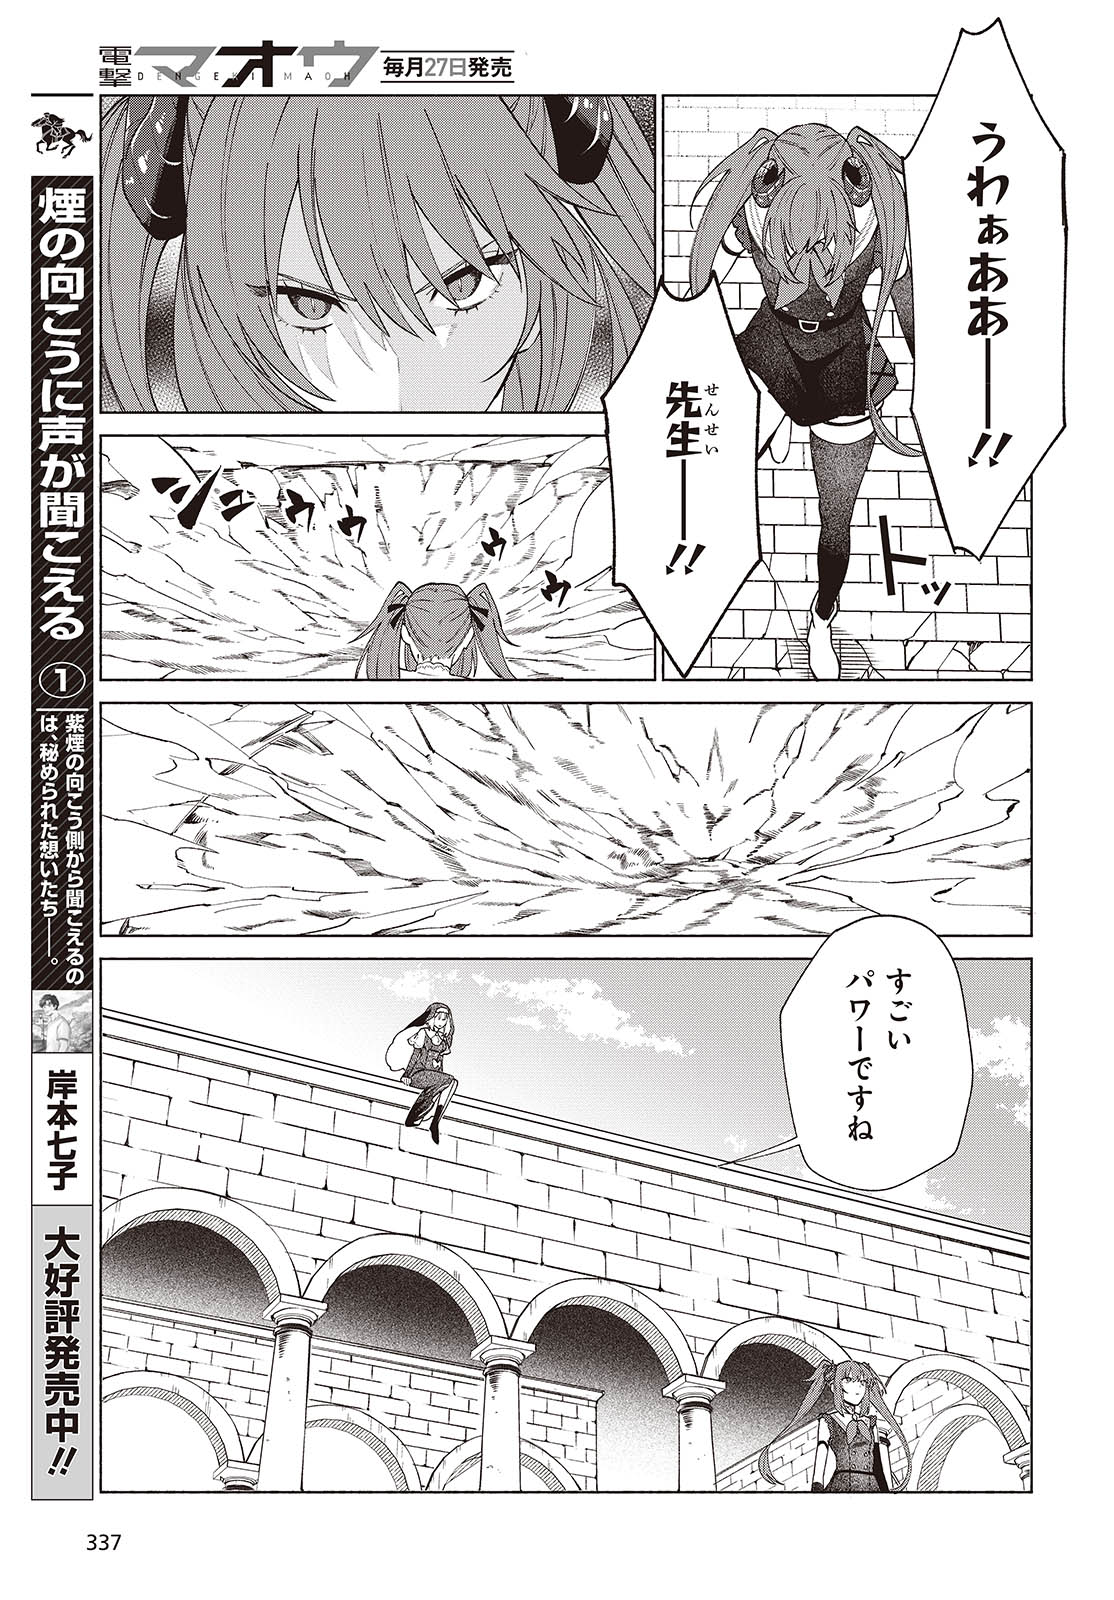 電撃マオウ
DENGEKI MAOH
毎月27日発売
うわぁああ――!!
先生――!!
せんせい
トッ
ゴゥ
ゥ
ゥ
すごい
パワーですね
煙の向こうに声が聞こえる①
紫煙の向こう側から聞こえるの
は、秘められた想いたち――。
岸本七子
大好評発売中!!
337